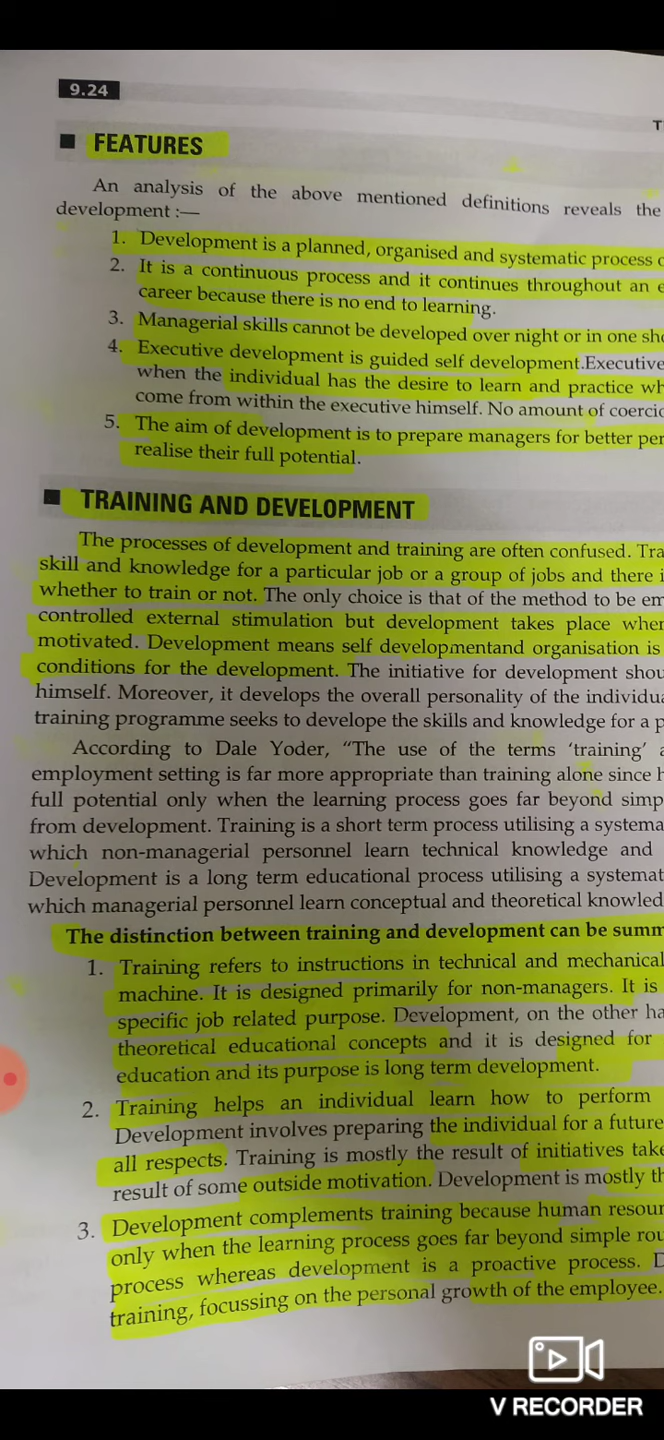 9.24
T
■ FEATURES
An analysis of the above mentioned definitions reveals the
development :—
1. Development is a planned, organised and systematic process
2. It is a continuous process and it continues throughout an
career because there is no end to learning.
3. Managerial skills cannot be developed over night or in one
4. Executive development is guided self development.Executive
when the individual has the desire to learn and practice
come from within the executive himself. No amount of
5. The aim of development is to prepare managers for better
realise their full potential.
■ TRAINING AND DEVELOPMENT
The processes of development and training are often confused.
skill and knowledge for a particular job or a group of jobs and there
whether to train or not. The only choice is that of the method to be
controlled external stimulation but development takes place
motivated. Development means self developmentand organisation is
conditions for the development. The initiative for development
himself. Moreover, it develops the overall personality of the
training programme seeks to develope the skills and knowledge for a
According to Dale Yoder, “The use of the terms ‘training’
employment setting is far more appropriate than training alone since
full potential only when the learning process goes far beyond
from development. Training is a short term process utilising a
which non-managerial personnel learn technical knowledge and
Development is a long term educational process utilising a
which managerial personnel learn conceptual and theoretical
The distinction between training and development can be
1. Training refers to instructions in technical and mechanical
machine. It is designed primarily for non-managers. It is
specific job related purpose. Development, on the other
theoretical educational concepts and it is designed for
education and its purpose is long term development.
2. Training helps an individual learn how to perform
Development involves preparing the individual for a future
all respects. Training is mostly the result of initiatives
result of some outside motivation. Development is mostly
3. Development complements training because human
only when the learning process goes far beyond simple
process whereas development is a proactive process.
training, focussing on the personal growth of the employee.
V RECORDER